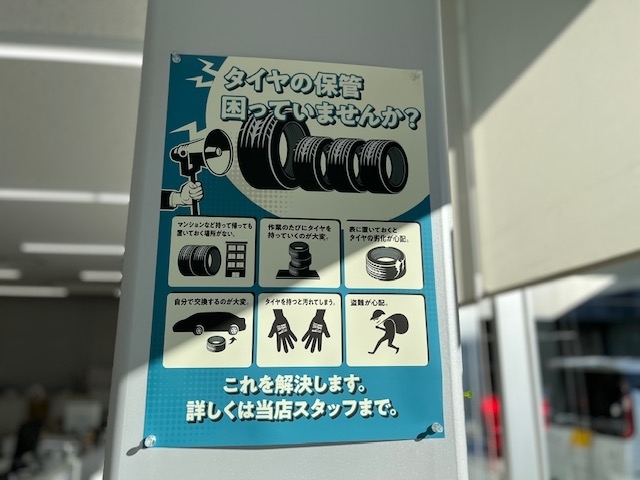 タイヤの保管
困っていませんか?
マンションなど持って帰っても
置いておく場所がない。
作業のたびにタイヤを
持っていくのが大変。
表に置いておくと
タイヤの劣化が心配。
自分で交換するのが大変。
タイヤを持つと汚れてしまう。
盗難が心配。
これを解決します。
詳しくは当店スタッフまで。